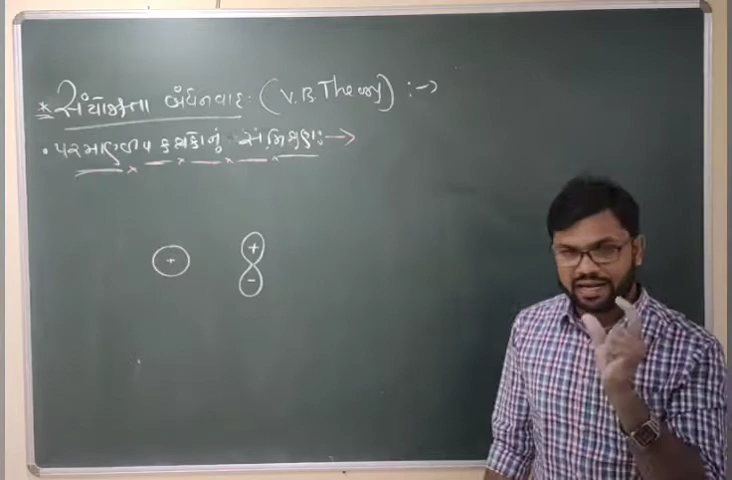 * સંયોજકતા બંધનવાદ: (V.B. Theory) :→
• પરમાણ્વીય કક્ષકોનું સંમિશ્રણ:→
+ +
-